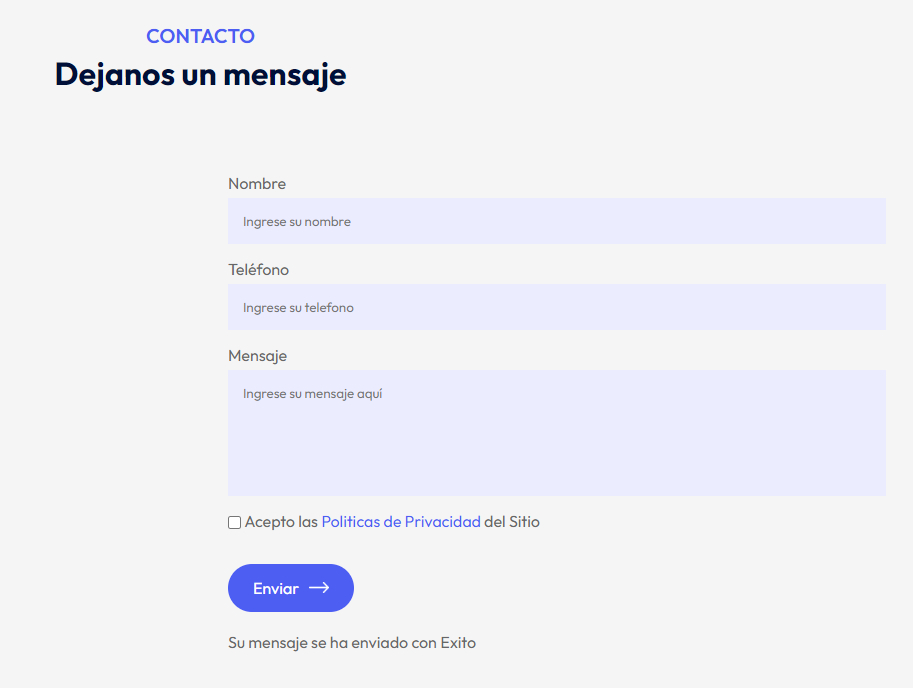 CONTACTO
Dejanos un mensaje
Nombre
Ingrese su nombre
Teléfono
Ingrese su telefono
Mensaje
Ingrese su mensaje aquí
Acepto las Politicas de Privacidad del Sitio
Enviar
Su mensaje se ha enviado con Exito